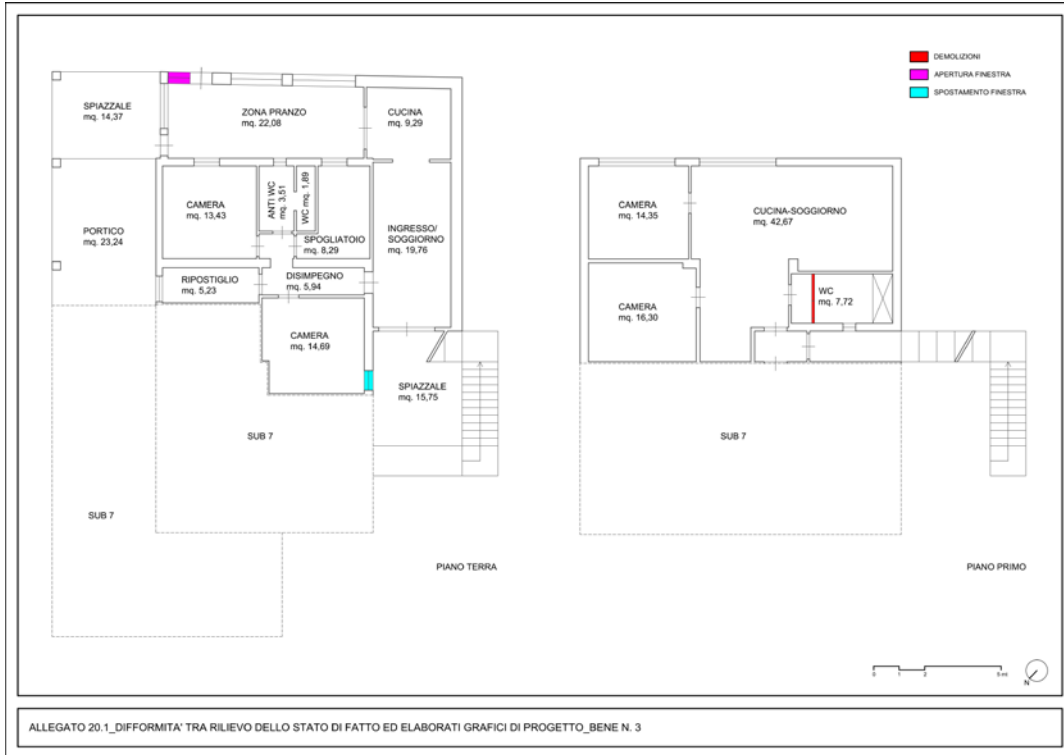 DEMOLIZIONI
APERTURA FINESTRA
SPOSTAMENTO FINESTRA
SPIAZZALE
mq. 14,37
ZONA PRANZO
mq. 22,08
CUCINA
mq. 9,29
CAMERA
mq. 13,43
ANTI WC
mq. 3,51
WC mq. 1,89
SPOGLIATOIO
mq. 8,29
INGRESSO/
SOGGIORNO
mq. 19,76
PORTICO
mq. 23,24
RIPOSTIGLIO
mq. 5,23
DISIMPEGNO
mq. 5,94
CAMERA
mq. 14,69
SPIAZZALE
mq. 15,75
SUB 7
SUB 7
PIANO TERRA
CAMERA
mq. 14,35
CUCINA-SOGGIORNO
mq. 42,67
CAMERA
mq. 16,30
WC
mq. 7,72
SUB 7
PIANO PRIMO
0 1 2 5 ml
N
ALLEGATO 20.1_DIFFORMITA' TRA RILIEVO DELLO STATO DI FATTO ED ELABORATI GRAFICI DI PROGETTO_BENE N. 3